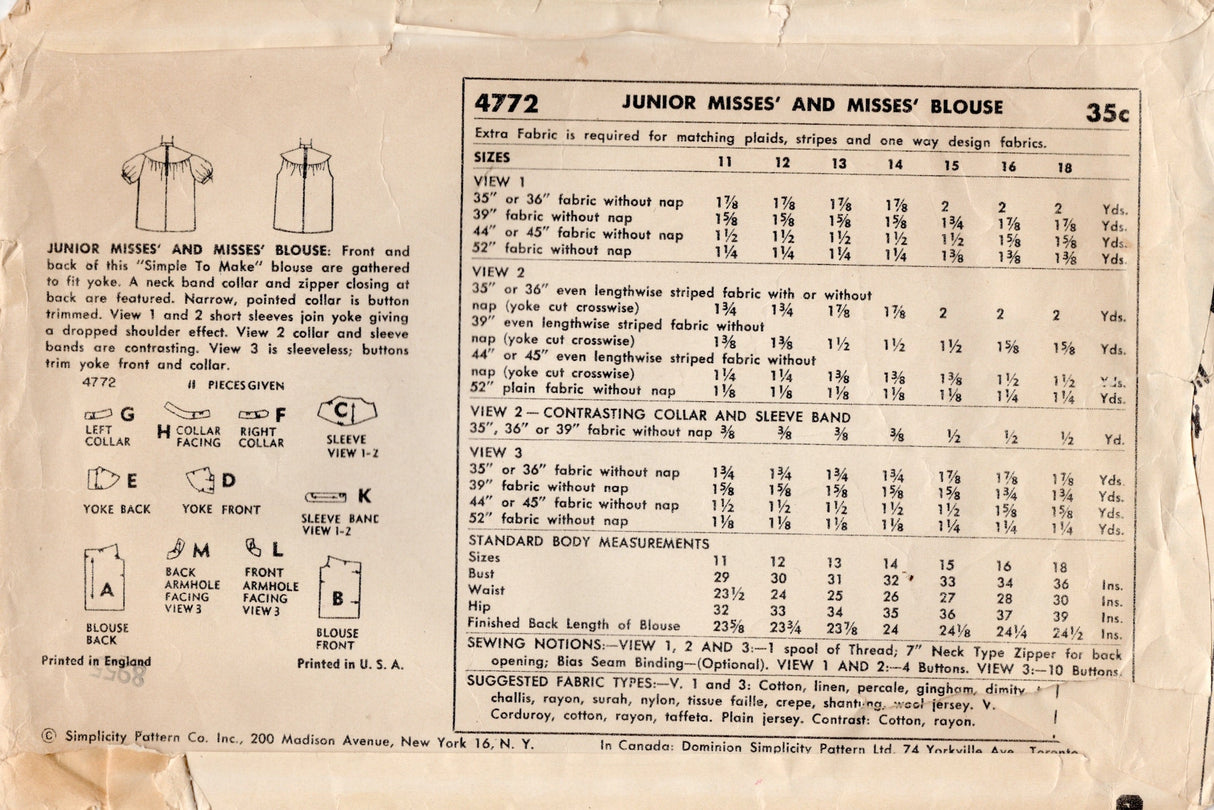 JUNIOR MISSES' AND MISSES' BLOUSE: Front and
back of this "Simple To Make" blouse are gathered
to fit yoke. A neck band collar and zipper closing at
back are featured. Narrow, pointed collar is button
trimmed. View 1 and 2 short sleeves join yoke giving
a dropped shoulder effect. View 2 collar and sleeve
bands are contrasting. View 3 is sleeveless; buttons
trim yoke front and collar.
4772 11 PIECES GIVEN
G LEFT COLLAR
H COLLAR FACING
F RIGHT COLLAR
C SLEEVE VIEW 1-2
E YOKE BACK
D YOKE FRONT
K SLEEVE BAND VIEW 1-2
A BLOUSE BACK
M BACK ARMHOLE FACING VIEW 3
L FRONT ARMHOLE FACING VIEW 3
B BLOUSE FRONT
Printed in England Printed in U. S. A.
4772 JUNIOR MISSES' AND MISSES' BLOUSE 35c
Extra Fabric is required for matching plaids, stripes and one way design fabrics.
SIZES 11 12 13 14 15 16 18
VIEW 1
35" or 36" fabric without nap 1⅞ 1⅞ 1⅞ 1⅞ 2 2 2 Yds.
39" fabric without nap 1⅝ 1⅝ 1⅝ 1⅝ 1¾ 1⅞ 1⅞ Yds.
44" or 45" fabric without nap 1½ 1½ 1½ 1½ 1½ 1⅝ 1⅝ Yds.
52" fabric without nap 1¼ 1¼ 1¼ 1¼ 1⅜ 1⅜ 1⅜ Yds.
VIEW 2
35" or 36" even lengthwise striped fabric with or without
nap (yoke cut crosswise) 1¾ 1¾ 1⅞ 1⅞ 2 2 2 Yds.
39" even lengthwise striped fabric without
nap (yoke cut crosswise) 1⅜ 1⅜ 1½ 1½ 1½ 1⅝ 1⅝ Yds.
44" or 45" even lengthwise striped fabric without
nap (yoke cut crosswise) 1¼ 1¼ 1⅜ 1⅜ 1⅜ 1½ 1½ Yds.
52" plain fabric without nap 1⅛ 1⅛ 1⅛ 1⅛ 1⅛ 1¼ 1¼ Yds.
VIEW 2—CONTRASTING COLLAR AND SLEEVE BAND
35", 36" or 39" fabric without nap ⅜ ⅜ ⅜ ⅜ ½ ½ ½ Yd.
VIEW 3
35" or 36" fabric without nap 1¾ 1¾ 1¾ 1¾ 1⅞ 1⅞ 1⅞ Yds.
39" fabric without nap 1⅝ 1⅝ 1⅝ 1⅝ 1⅝ 1¾ 1¾ Yds.
44" or 45" fabric without nap 1½ 1½ 1½ 1½ 1½ 1⅝ 1⅝ Yds.
52" fabric without nap 1⅛ 1⅛ 1⅛ 1⅛ 1¼ 1¼ 1¼ Yds.
STANDARD BODY MEASUREMENTS
Sizes 11 12 13 14 15 16 18
Bust 29 30 31 32 33 34 36 Ins.
Waist 23½ 24 25 26 27 28 30 Ins.
Hip 32 33 34 35 36 37 39 Ins.
Finished Back Length of Blouse 23⅝ 23¾ 23⅞ 24 24⅛ 24¼ 24½ Ins.
SEWING NOTIONS:—VIEW 1, 2 AND 3:—1 spool of Thread; 7" Neck Type Zipper for back
opening; Bias Seam Binding—(Optional). VIEW 1 AND 2:—4 Buttons. VIEW 3:—10 Buttons.
SUGGESTED FABRIC TYPES:—V. 1 and 3: Cotton, linen, percale, gingham, dimity
challis, rayon, surah, nylon, tissue faille, crepe, shantung, wool jersey. V.
Corduroy, cotton, rayon, taffeta. Plain jersey. Contrast: Cotton, rayon.
© Simplicity Pattern Co. Inc., 200 Madison Avenue, New York 16, N. Y. In Canada: Dominion Simplicity Pattern Ltd. 74 Yorkville Ave. Toronto